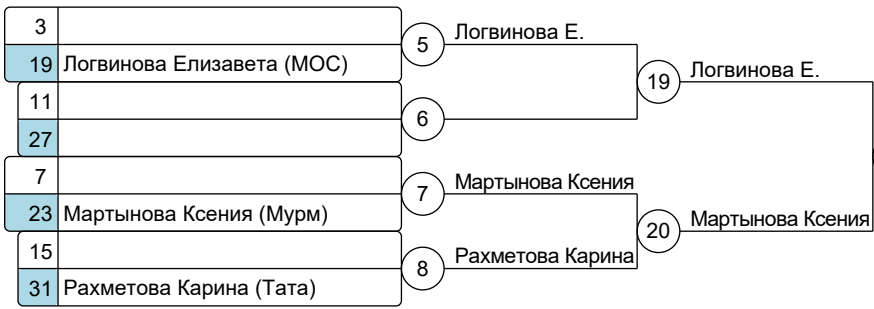 3
19 Логвинова Елизавета (МОС)
11
27
7
23 Мартынова Ксения (Мурм)
15
31 Рахметова Карина (Тата)
5 Логвинова Е.
6
7 Мартынова Ксения
8 Рахметова Карина
19 Логвинова Е.
20 Мартынова Ксения